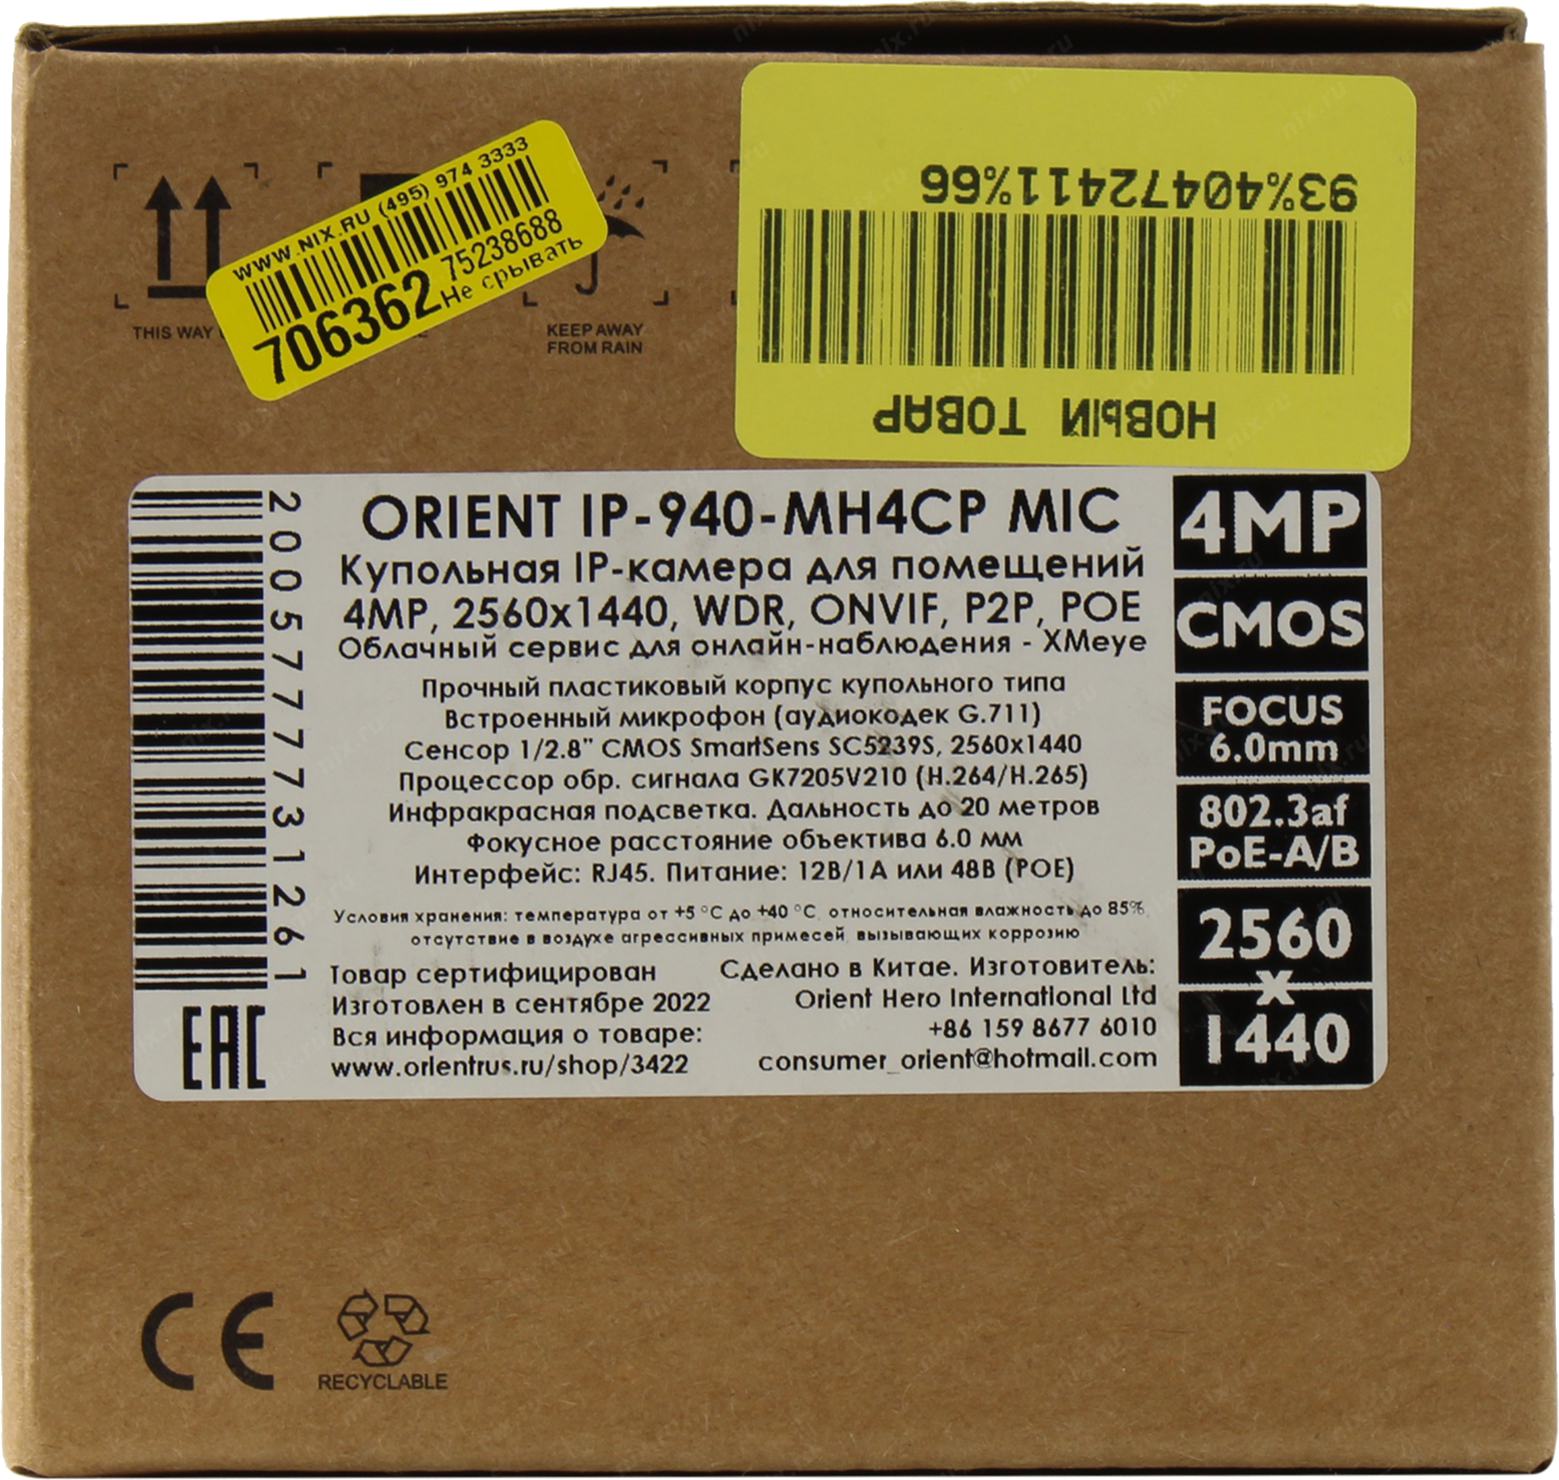 93%404724111%66
НОВЫЙ ТОВАР
WWW.NIX.RU (495) 974 3333
706362 75238688
Не срывать
THIS WAY
KEEP AWAY
FROM RAIN
2005777731261
ORIENT IP-940-MH4CP MIC
Купольная IP-камера для помещений
4MP, 2560x1440, WDR, ONVIF, P2P, POE
Облачный сервис для онлайн-наблюдения - XMeye
Прочный пластиковый корпус купольного типа
Встроенный микрофон (аудиокодек G.711)
Сенсор 1/2.8" CMOS SmartSens SC5239S, 2560x1440
Процессор обр. сигнала GK7205V210 (H.264/H.265)
Инфракрасная подсветка. Дальность до 20 метров
Фокусное расстояние объектива 6.0 мм
Интерфейс: RJ45. Питание: 12В/1А или 48В (POE)
Условия хранения: температура от +5 °C до +40 °C, относительная влажность до 85%,
отсутствие в воздухе агрессивных примесей, вызывающих коррозию
Товар сертифицирован
Изготовлен в сентябре 2022
Вся информация о товаре:
www.orientrus.ru/shop/3422
Сделано в Китае. Изготовитель:
Orient Hero International Ltd
+86 159 8677 6010
consumer_orient@hotmail.com
4MP
CMOS
FOCUS
6.0mm
802.3af
PoE-A/B
2560
x
1440
EAC
CE
RECYCLABLE